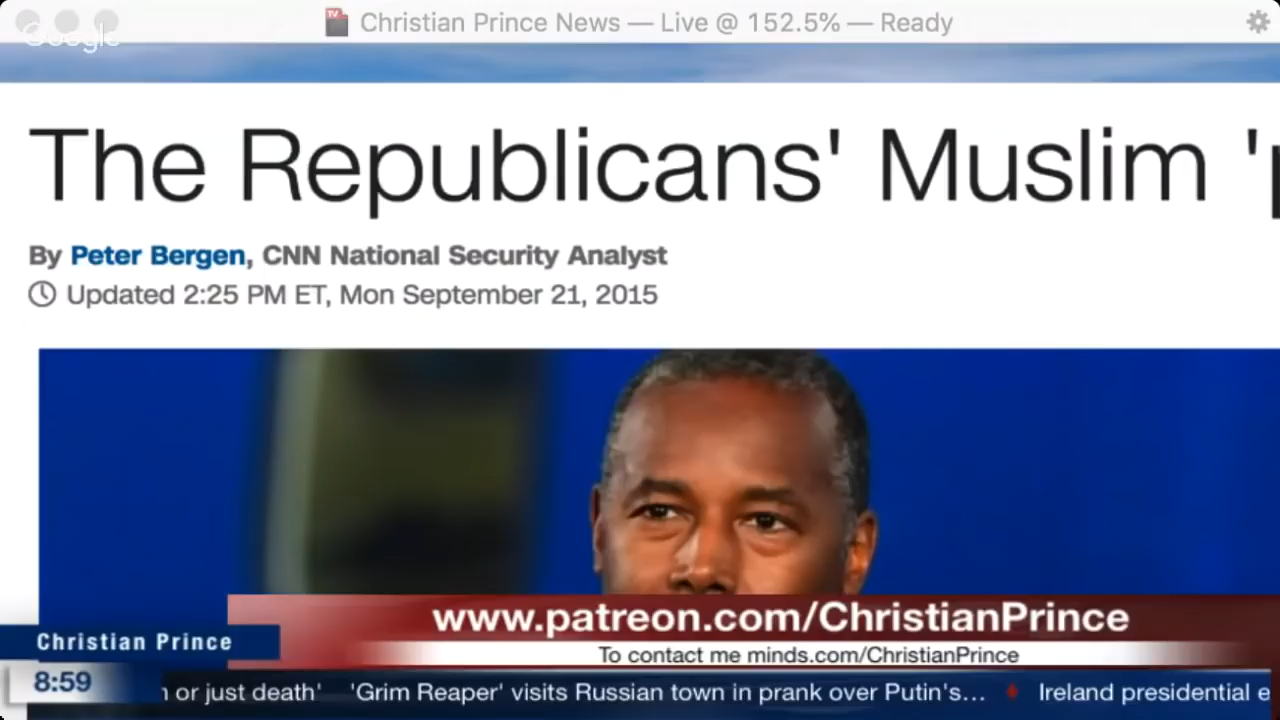 Christian Prince News — Live @ 152.5% — Ready
Google
The Republicans' Muslim '
By Peter Bergen, CNN National Security Analyst
Updated 2:25 PM ET, Mon September 21, 2015
www.patreon.com/ChristianPrince
Christian Prince
To contact me minds.com/ChristianPrince
8:59
or just death' 'Grim Reaper' visits Russian town in prank over Putin's... Ireland presidential e